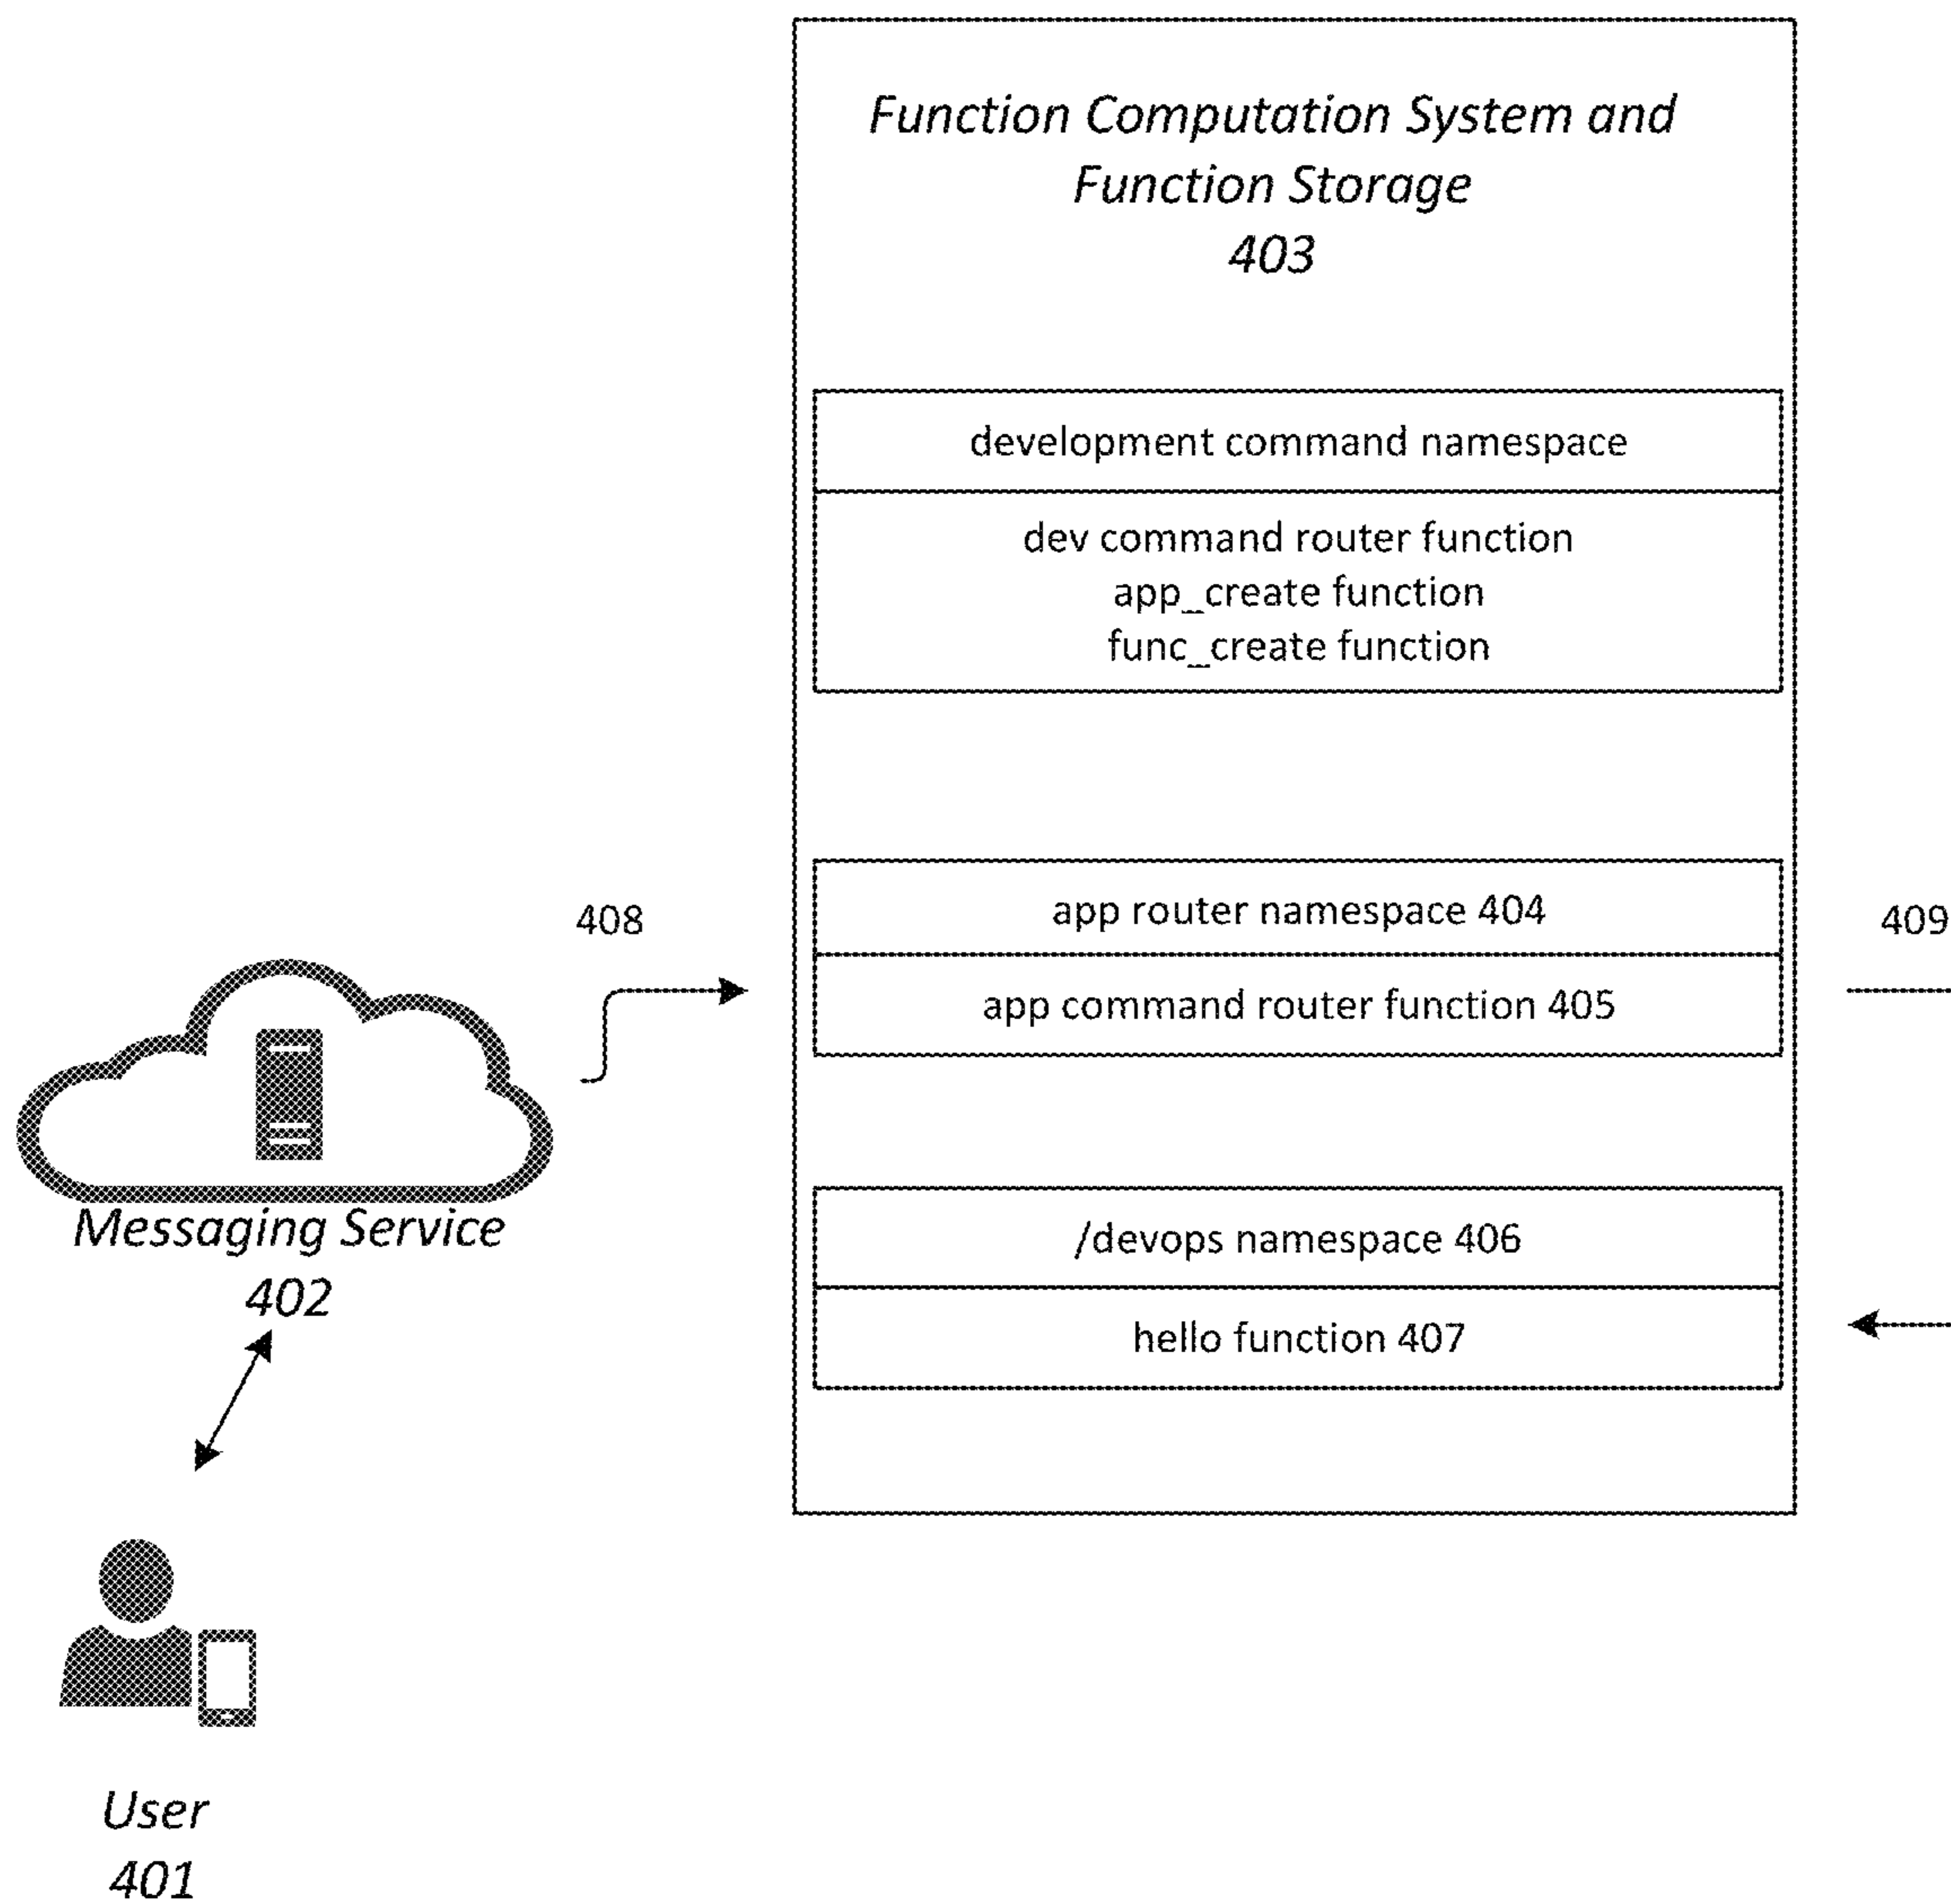 Function Computation System and
Function Storage
403
development command namespace
dev command router function
app_create function
func_create function
408
app router namespace 404
409
app command router function 405
/devops namespace 406
hello function 407
Messaging Service
402
User
401